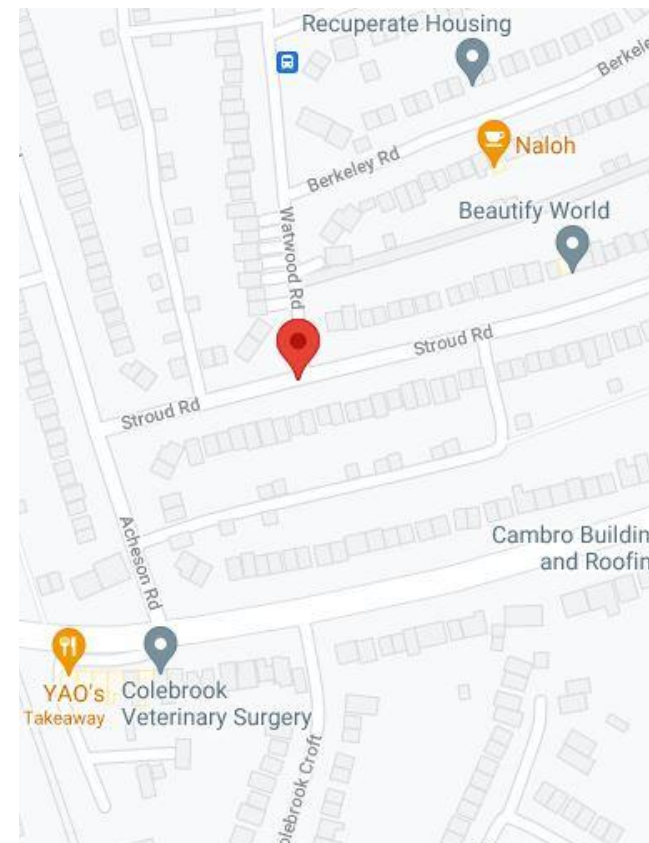 Recuperate Housing
Berkele
Naloh
Berkeley Rd
Beautify World
Watwood Rd
Stroud Rd
Stroud Rd
Acheson Rd
Cambro Buildin
and Roofin
YAO's
Takeaway
Colebrook
Veterinary Surgery
olebrook Croft